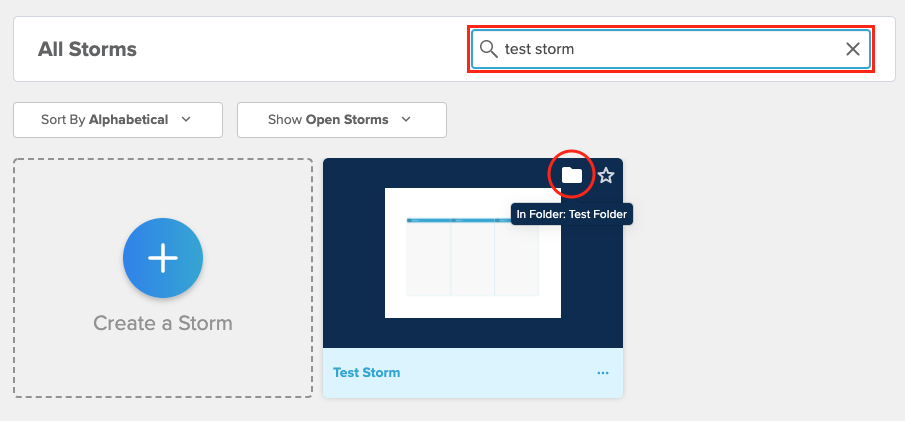 All Storms
test storm
Sort By Alphabetical
Show Open Storms
In Folder: Test Folder
Create a Storm
Test Storm